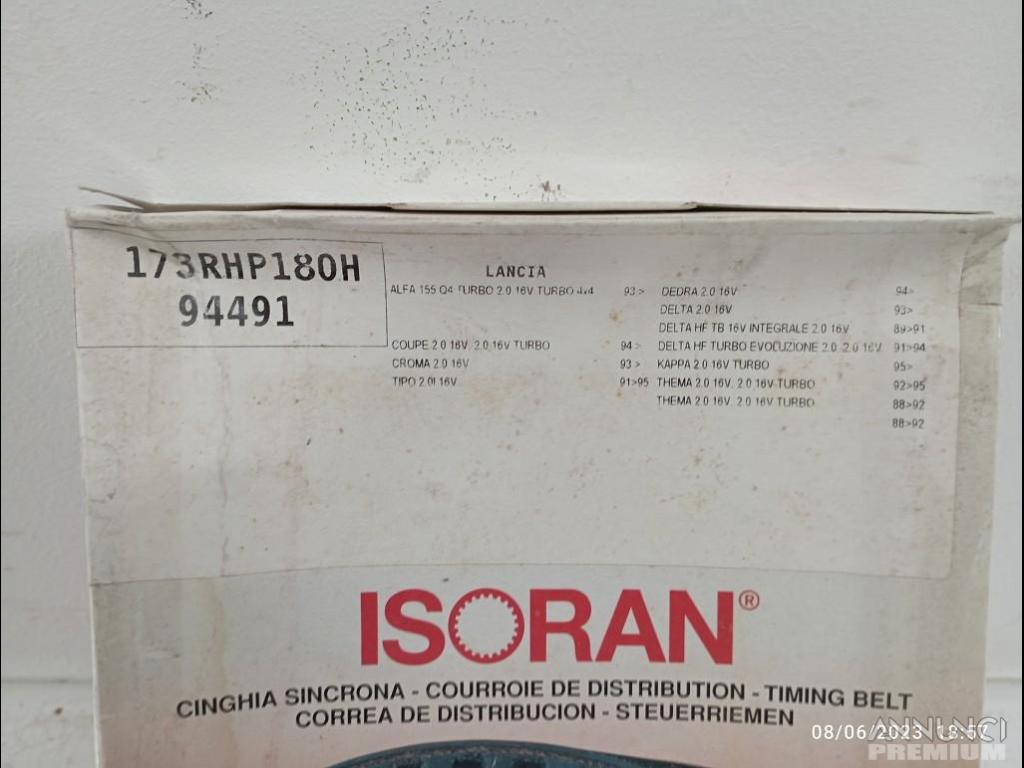 173RHP180H
94491
LANCIA
ALFA 155 Q4 TURBO 2.0 16V TURBO 4x4 93 >
COUPE 2.0 16V, 2.0 16V TURBO 94 >
CROMA 2.0 16V 93 >
TIPO 2.0I 16V 91>95
DEDRA 2.0 16V 94>
DELTA 2.0 16V 93>
DELTA HF TB 16V INTEGRALE 2.0 16V 89>91
DELTA HF TURBO EVOLUZIONE 2.0, 2.0 16V 91>94
KAPPA 2.0 16V TURBO 95>
THEMA 2.0 16V, 2.0 16V TURBO 92>95
THEMA 2.0 16V, 2.0 16V TURBO 88>92
88>92
ISORAN®
CINGHIA SINCRONA - COURROIE DE DISTRIBUTION - TIMING BELT
CORREA DE DISTRIBUCION - STEUERRIEMEN
08/06/2023 18:57
ANNUNCI
PREMIUM